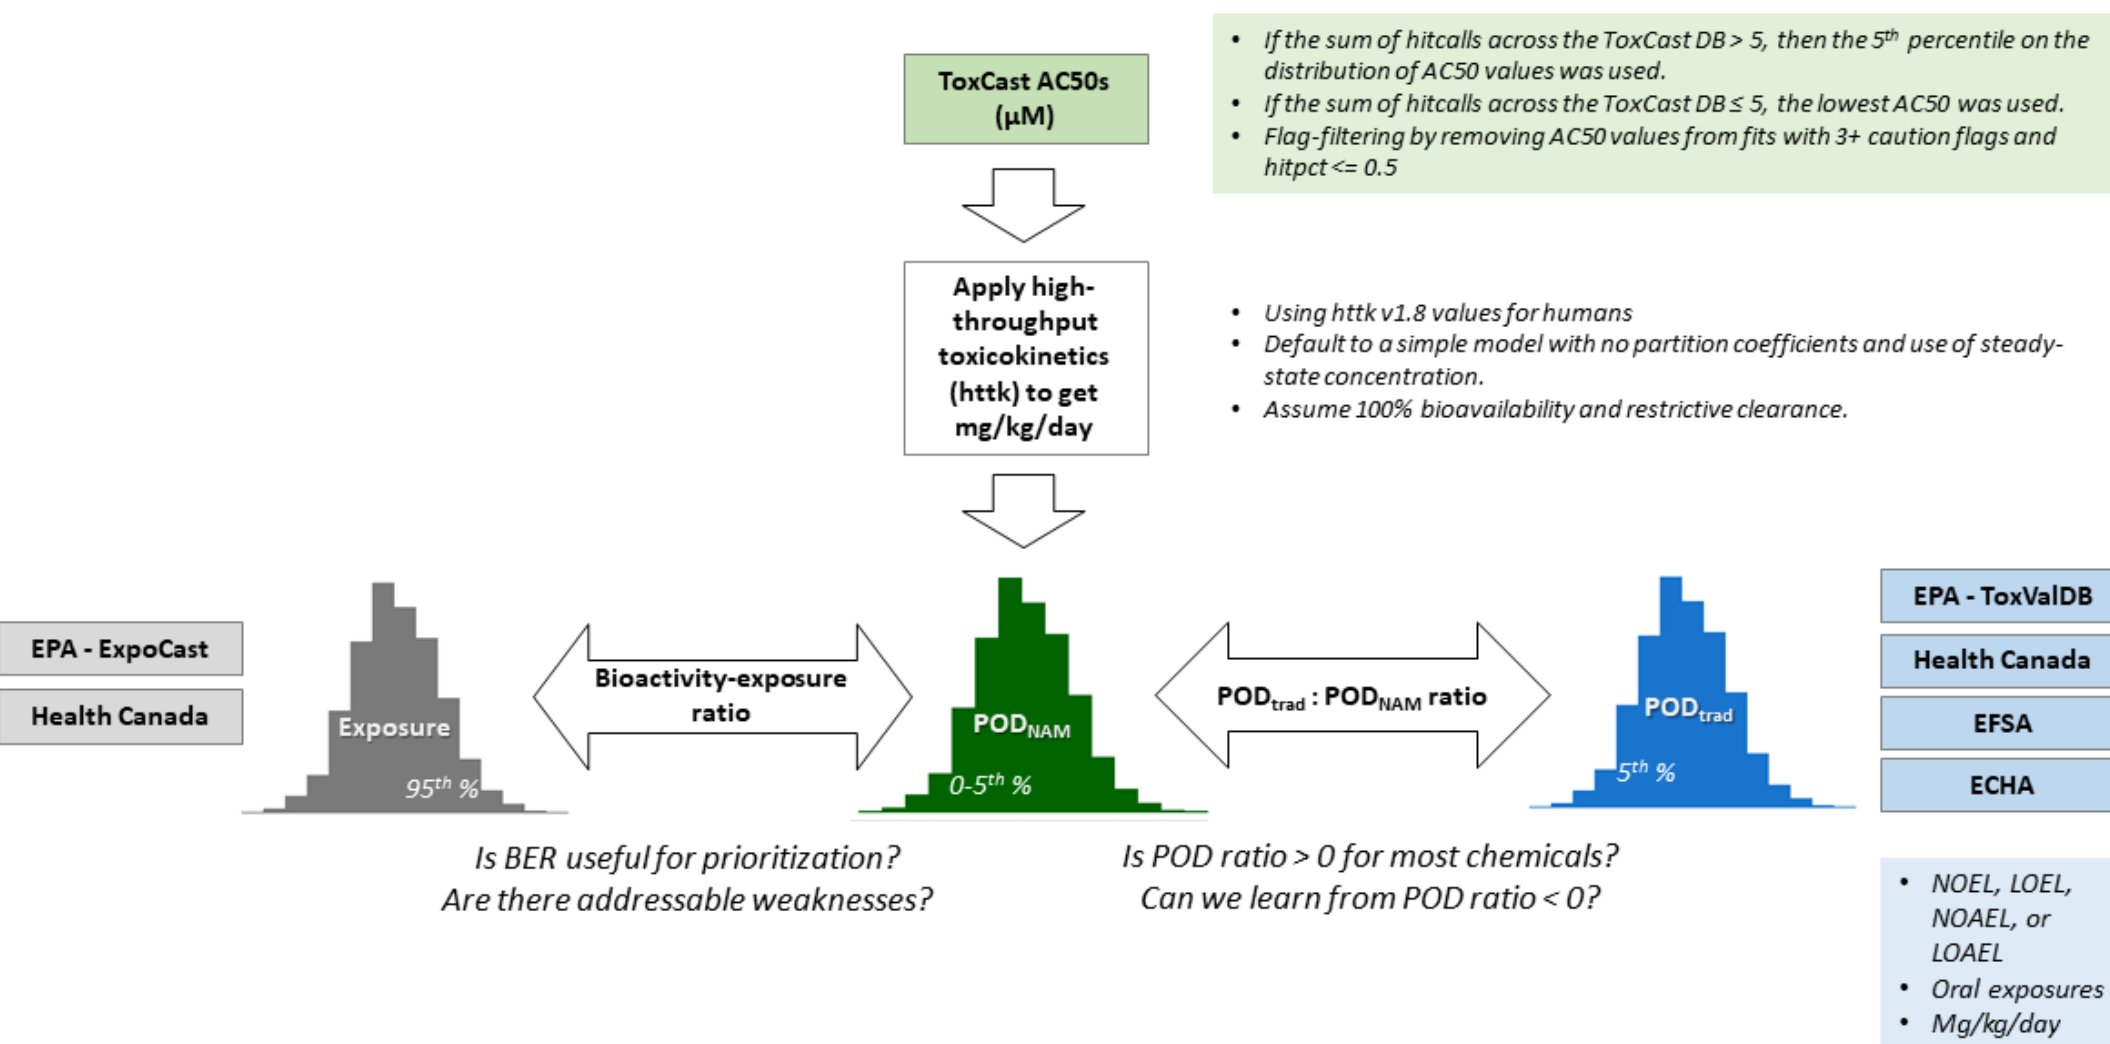 ToxCast AC50s
(µM)
• If the sum of hitcalls across the ToxCast DB > 5, then the 5th percentile on the
distribution of AC50 values was used.
• If the sum of hitcalls across the ToxCast DB ≤ 5, the lowest AC50 was used.
• Flag-filtering by removing AC50 values from fits with 3+ caution flags and
hitpct <= 0.5
Apply high-
throughput
toxicokinetics
(httk) to get
mg/kg/day
• Using httk v1.8 values for humans
• Default to a simple model with no partition coefficients and use of steady-
state concentration.
• Assume 100% bioavailability and restrictive clearance.
EPA - ExpoCast
Health Canada
Exposure
95th %
Bioactivity-exposure
ratio
PODNAM
0-5th %
PODtrad : PODNAM ratio
PODtrad
5th %
EPA - ToxValDB
Health Canada
EFSA
ECHA
Is BER useful for prioritization?
Are there addressable weaknesses?
Is POD ratio > 0 for most chemicals?
Can we learn from POD ratio < 0?
• NOEL, LOEL,
NOAEL, or
LOAEL
• Oral exposures
• Mg/kg/day